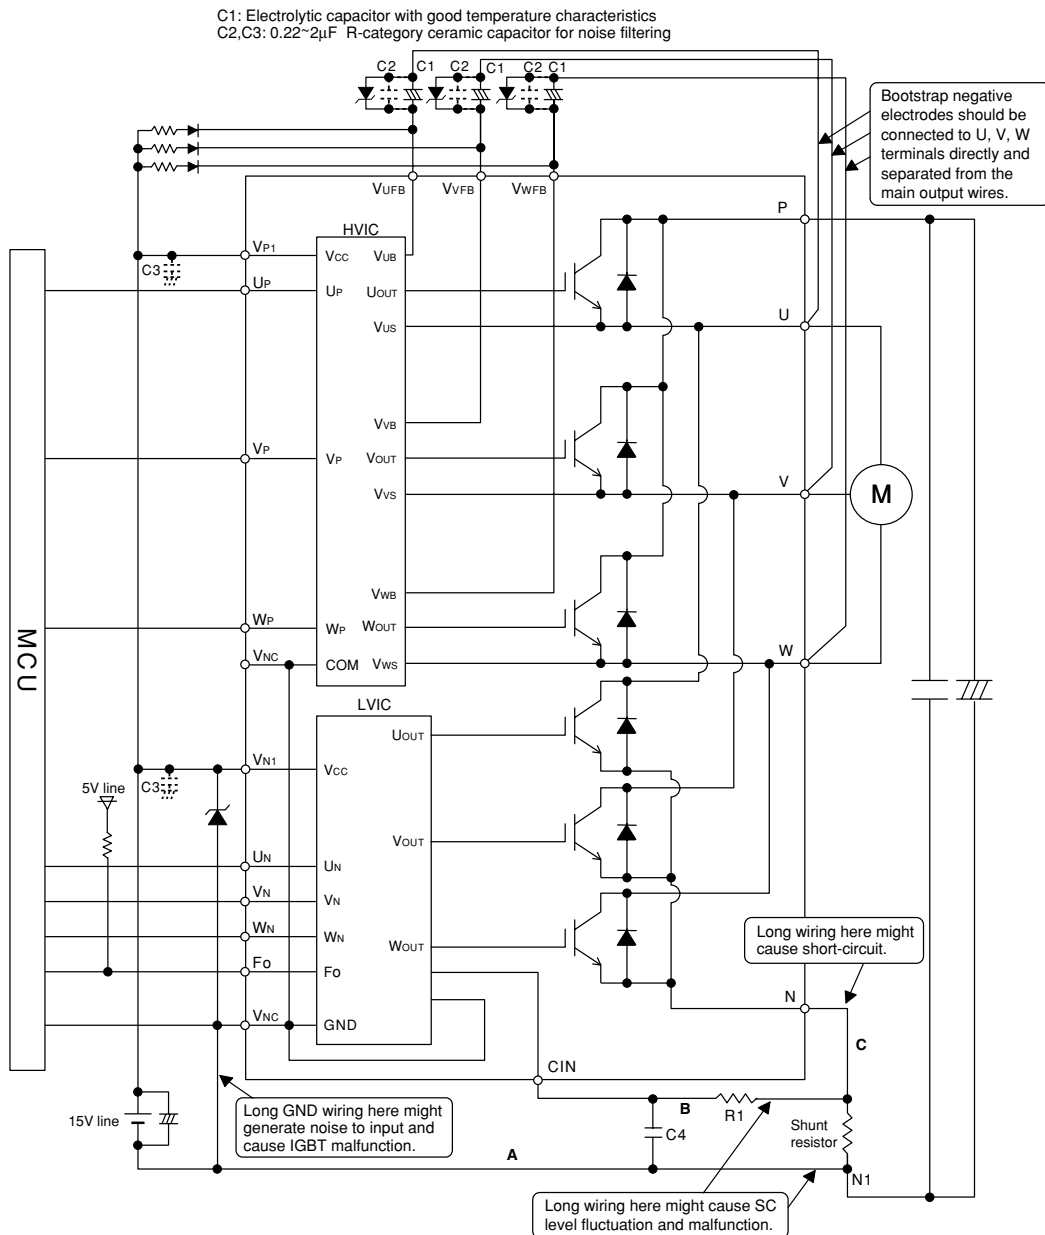 C1: Electrolytic capacitor with good temperature characteristics
C2,C3: 0.22~2μF R-category ceramic capacitor for noise filtering
C2 C1 C2 C1 C2 C1
Bootstrap negative
electrodes should be
connected to U, V, W
terminals directly and
separated from the
main output wires.
VUFB VVFB VWFB
P
HVIC
VP1 VCC VUB
C3
UP UP UOUT
U
VUS
VVB
VP VP VOUT
V
VVS
M
VWB
WP WP WOUT
W
VNC COM VWS
MCU
LVIC
UOUT
VN1 VCC
C3
5V line
VOUT
UN UN
VN VN
WN WN WOUT
Long wiring here might
cause short-circuit.
Fo Fo
N
VNC GND
C
CIN
15V line
Long GND wiring here might
generate noise to input and
cause IGBT malfunction.
B
R1
C4
Shunt
resistor
A
N1
Long wiring here might cause SC
level fluctuation and malfunction.